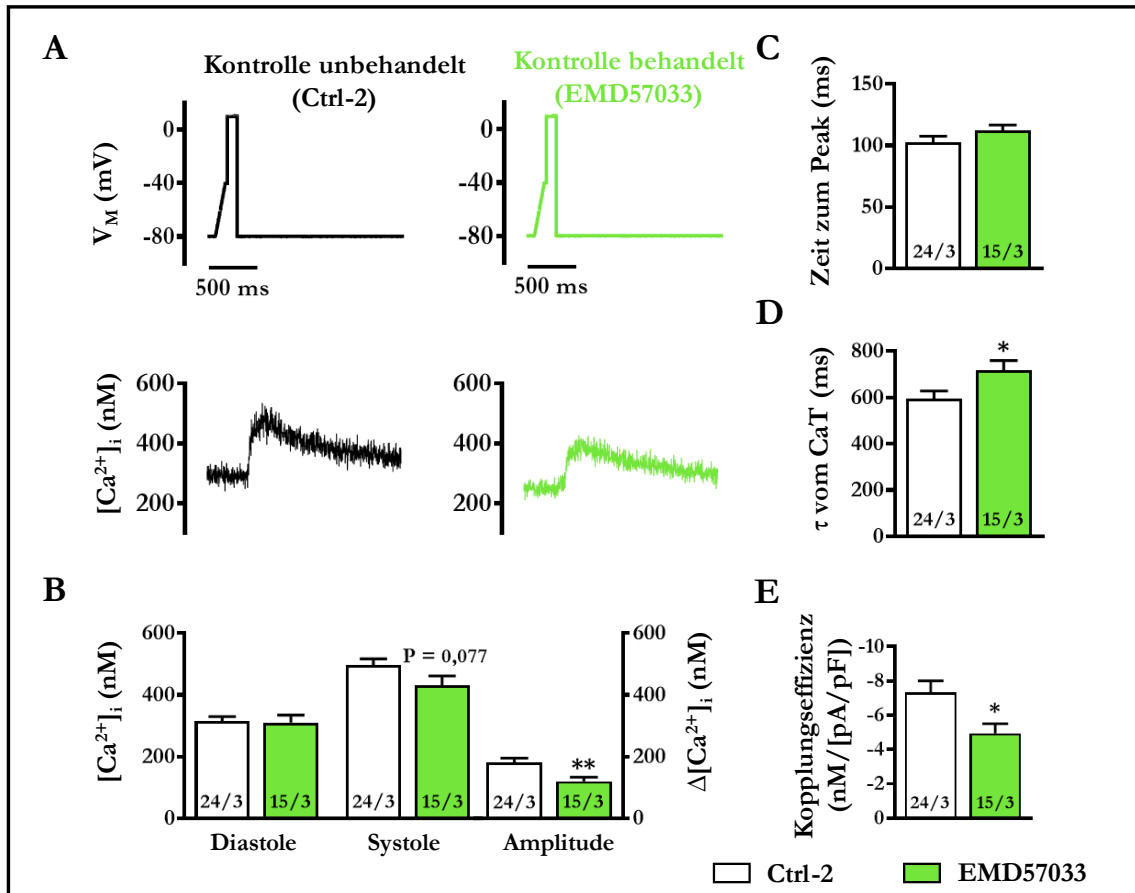 A
Kontrolle unbehandelt
(Ctrl-2)
Kontrolle behandelt
(EMD57033)
V_M (mV)
0
-40
-80
500 ms
0
-40
-80
500 ms
[Ca²⁺]ᵢ (nM)
600
400
200
600
400
200
B
[Ca²⁺]ᵢ (nM)
600
400
200
0
P = 0,077
**
24/3
15/3
24/3
15/3
24/3
15/3
Diastole
Systole
Amplitude
600
400
200
0
Δ[Ca²⁺]ᵢ (nM)
C
Zeit zum Peak (ms)
150
100
50
0
24/3
15/3
D
τ vom CaT (ms)
800
600
400
200
0
*
24/3
15/3
E
Kopplungseffizienz
(nM/[pA/pF])
-10
-8
-6
-4
-2
-0
*
24/3
15/3
Ctrl-2
EMD57033